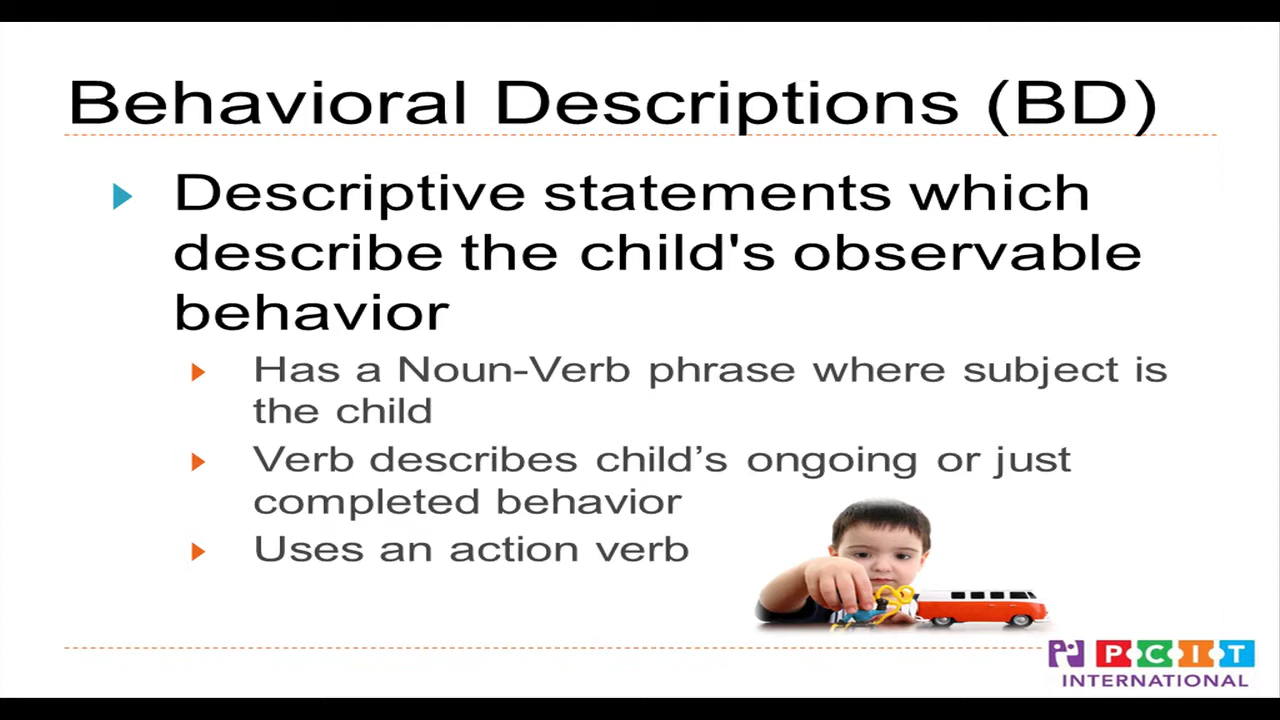 Behavioral Descriptions (BD)
Descriptive statements which
describe the child's observable
behavior
Has a Noun-Verb phrase where subject is
the child
Verb describes child’s ongoing or just
completed behavior
Uses an action verb
PCIT
INTERNATIONAL